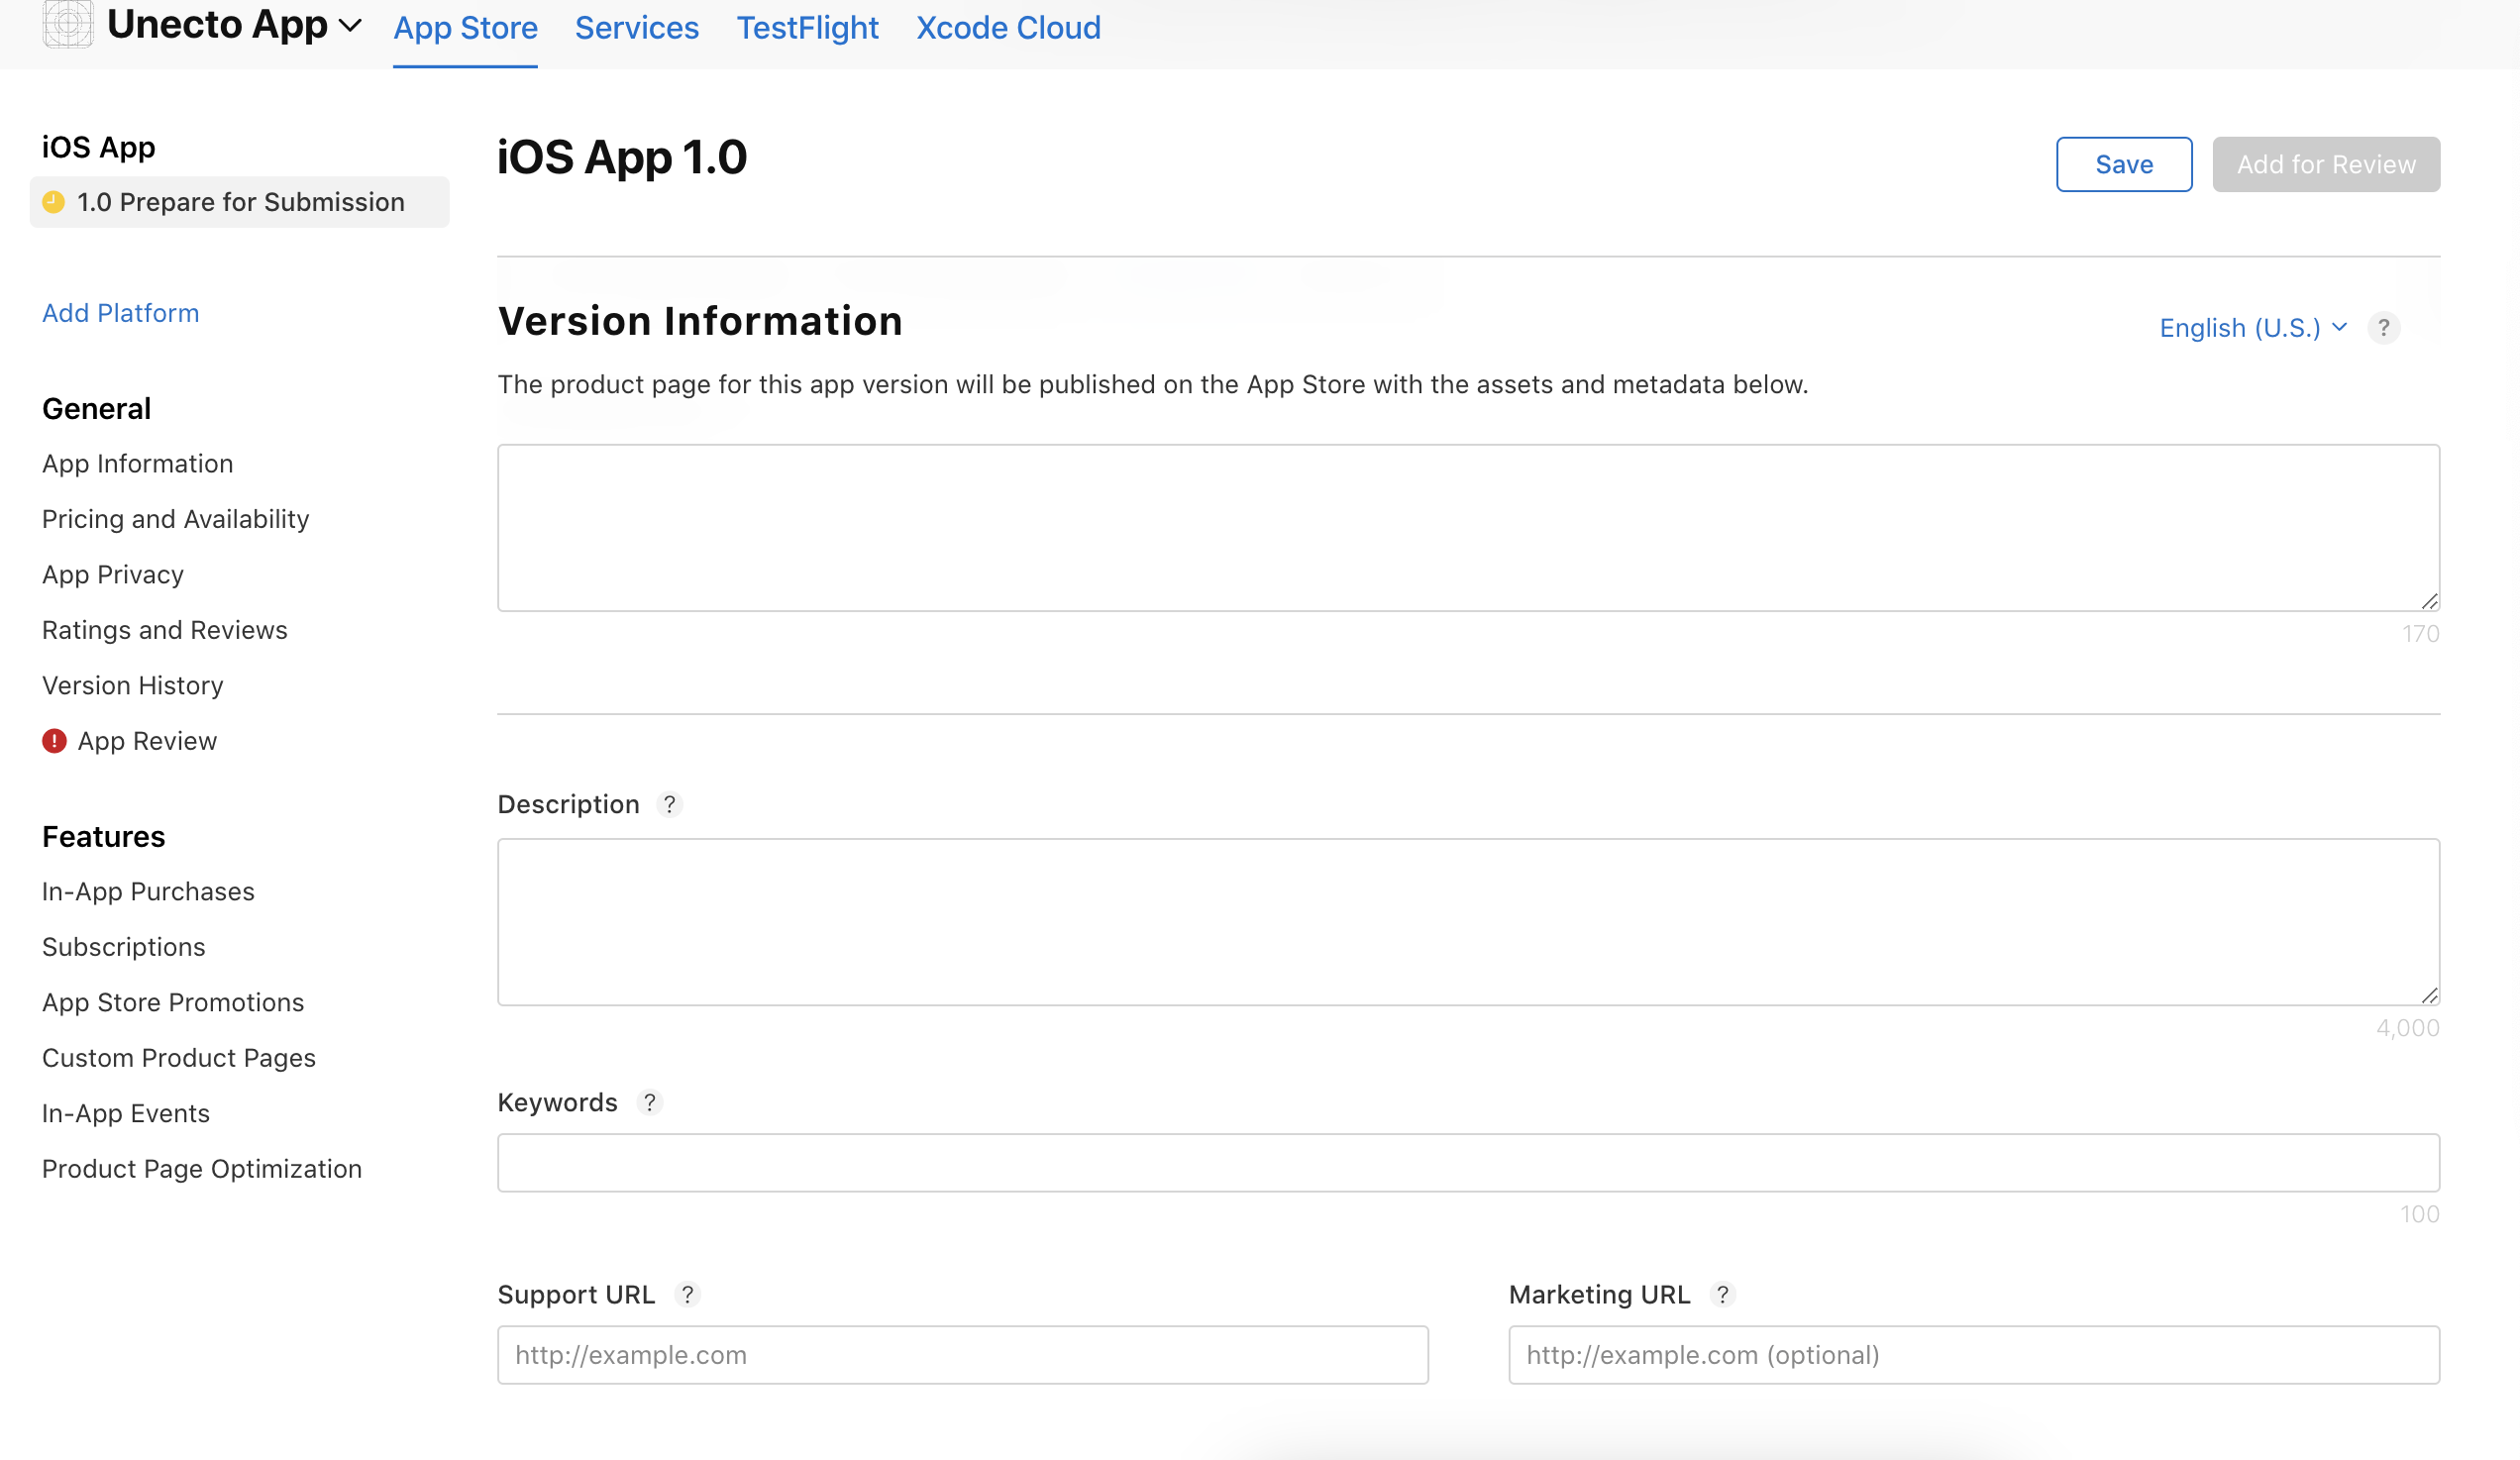 Unecto App
App Store
Services
TestFlight
Xcode Cloud
iOS App
1.0 Prepare for Submission
Add Platform
General
App Information
Pricing and Availability
App Privacy
Ratings and Reviews
Version History
App Review
Features
In-App Purchases
Subscriptions
App Store Promotions
Custom Product Pages
In-App Events
Product Page Optimization
iOS App 1.0
Save
Add for Review
Version Information
English (U.S.)
?
The product page for this app version will be published on the App Store with the assets and metadata below.
170
Description ?
4,000
Keywords ?
100
Support URL ?
http://example.com
Marketing URL ?
http://example.com (optional)